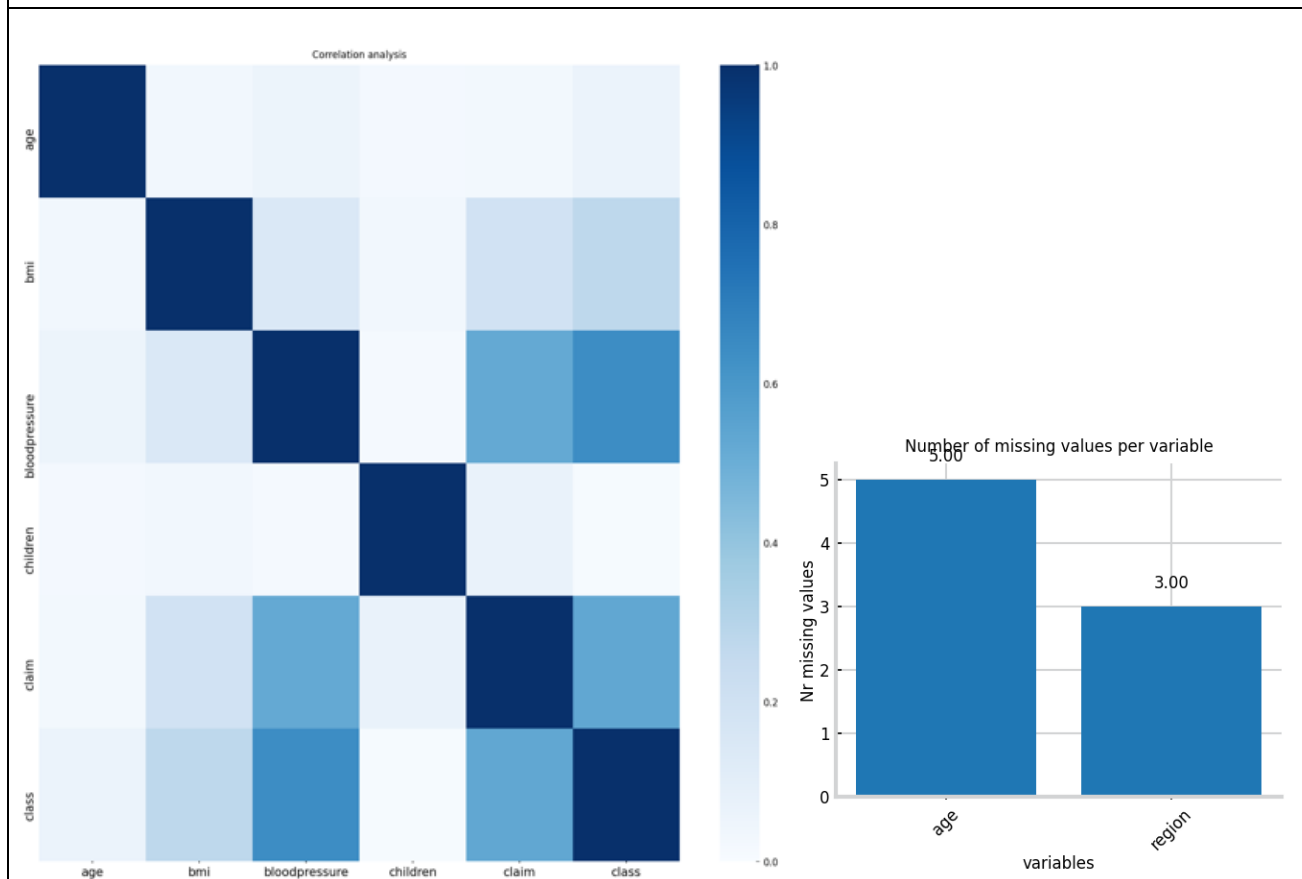 Correlation analysis
age
bmi
bloodpressure
children
claim
class
age bmi bloodpressure children claim class
1.0
0.8
0.6
0.4
0.2
0.0
Number of missing values per variable
5.00
3.00
Nr missing values
5
4
3
2
1
0
age region
variables